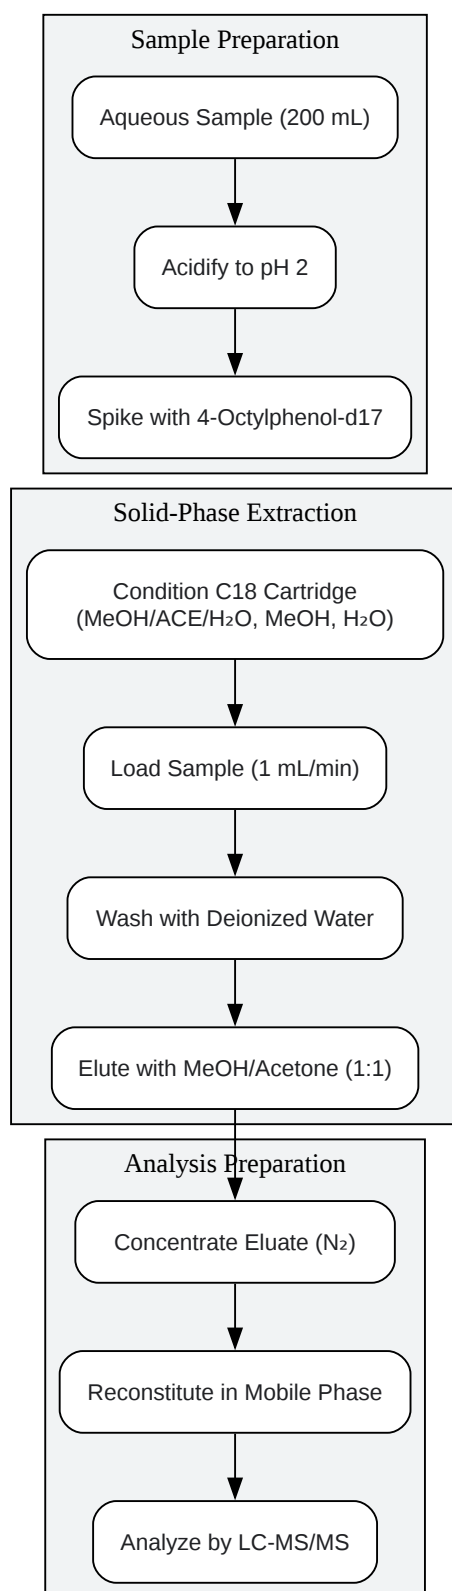 Sample Preparation
Aqueous Sample (200 mL)
Acidify to pH 2
Spike with 4-Octylphenol-d17
Solid-Phase Extraction
Condition C18 Cartridge
(MeOH/ACE/H₂O, MeOH, H₂O)
Load Sample (1 mL/min)
Wash with Deionized Water
Elute with MeOH/Acetone (1:1)
Analysis Preparation
Concentrate Eluate (N₂)
Reconstitute in Mobile Phase
Analyze by LC-MS/MS